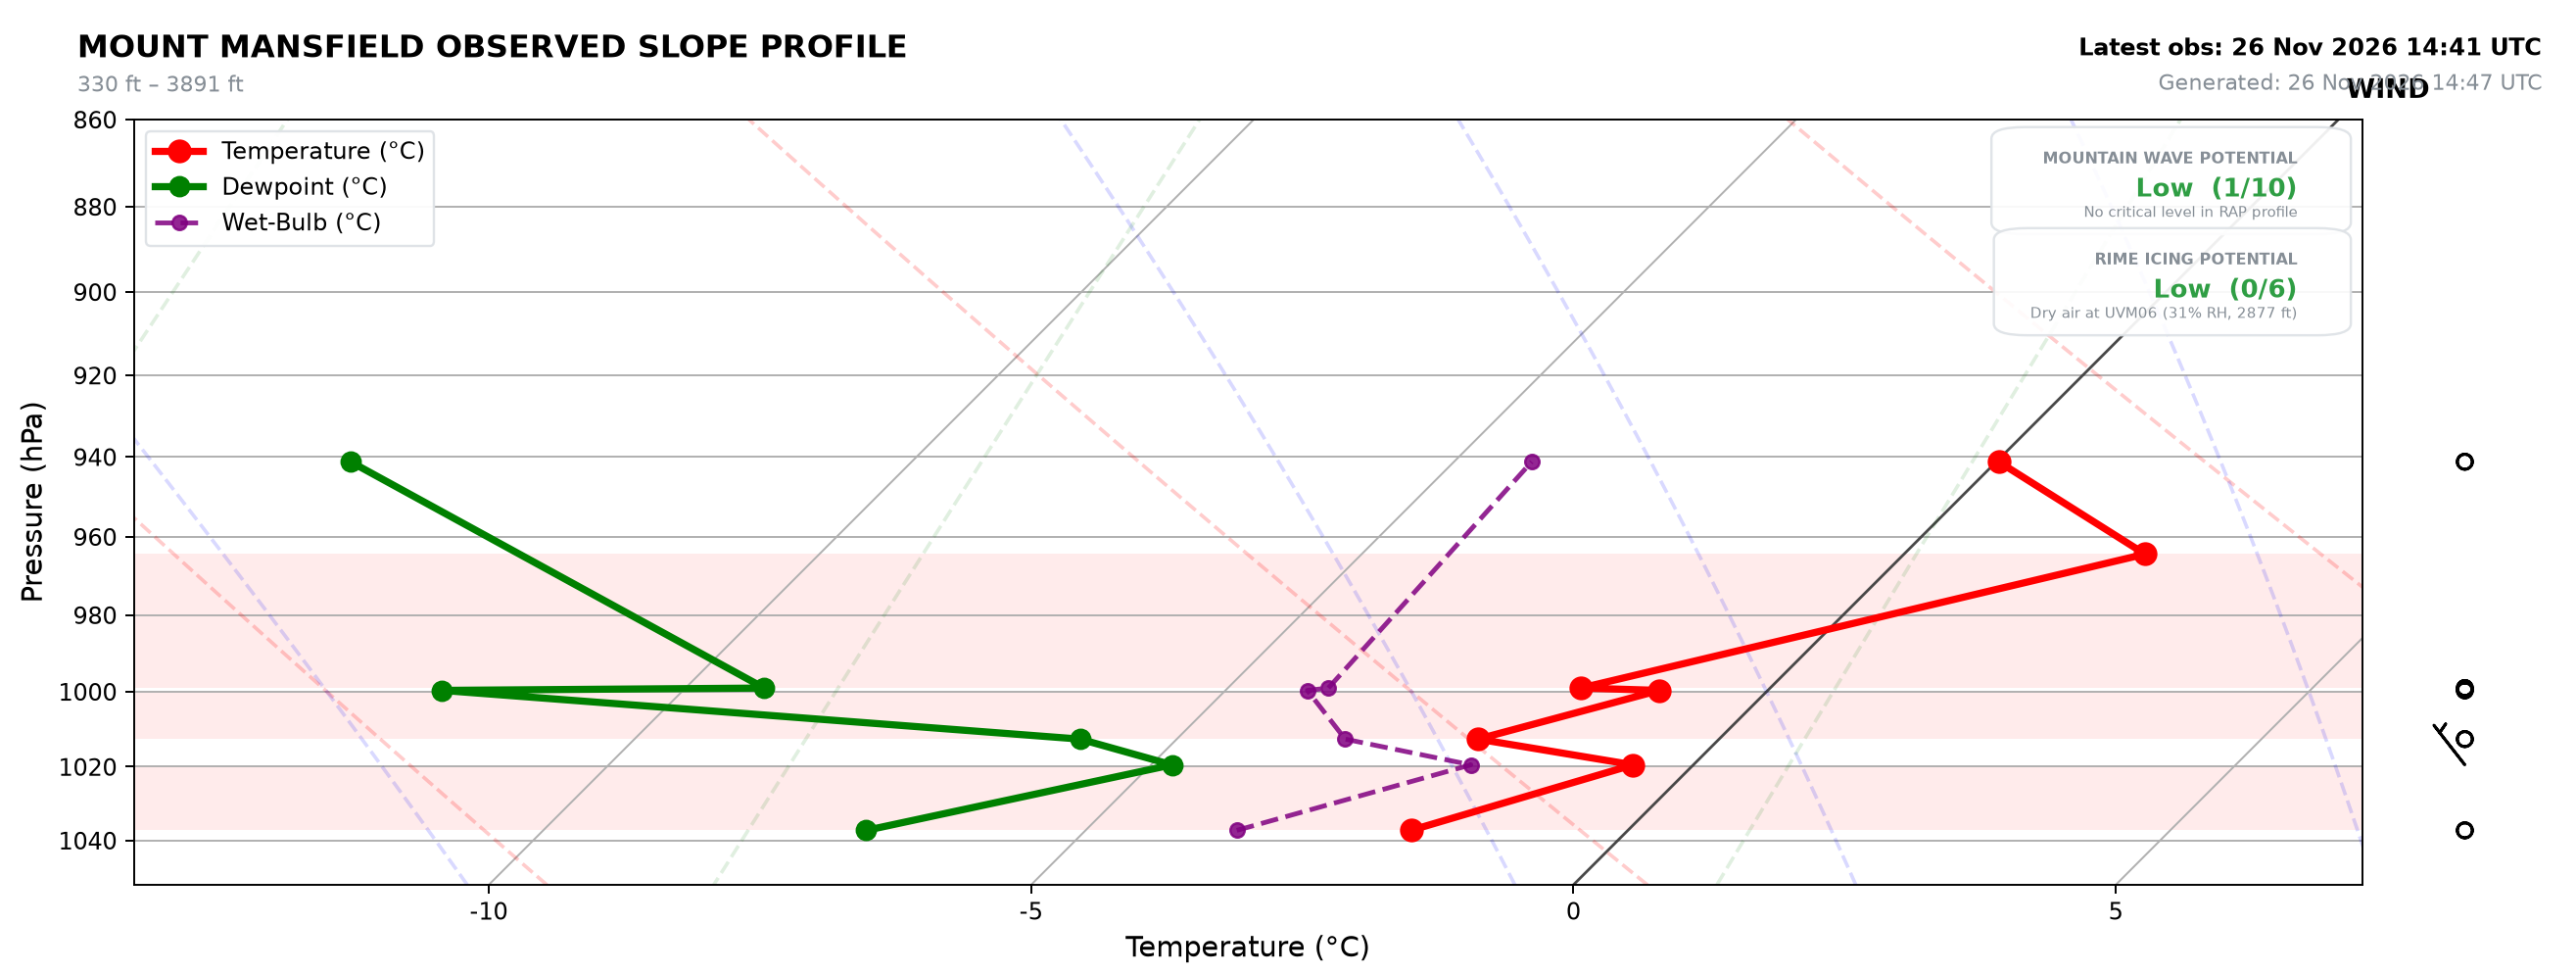 MOUNT MANSFIELD OBSERVED SLOPE PROFILE
330 ft – 3891 ft
Latest obs: 26 Nov 2026 14:41 UTC
Generated: 26 Nov 2026 14:47 UTC
WIND
Temperature (°C)
Dewpoint (°C)
Wet-Bulb (°C)
MOUNTAIN WAVE POTENTIAL
Low (1/10)
No critical level in RAP profile
RIME ICING POTENTIAL
Low (0/6)
Dry air at UVM06 (31% RH, 2877 ft)
Pressure (hPa)
860
880
900
920
940
960
980
1000
1020
1040
-10
-5
0
5
Temperature (°C)